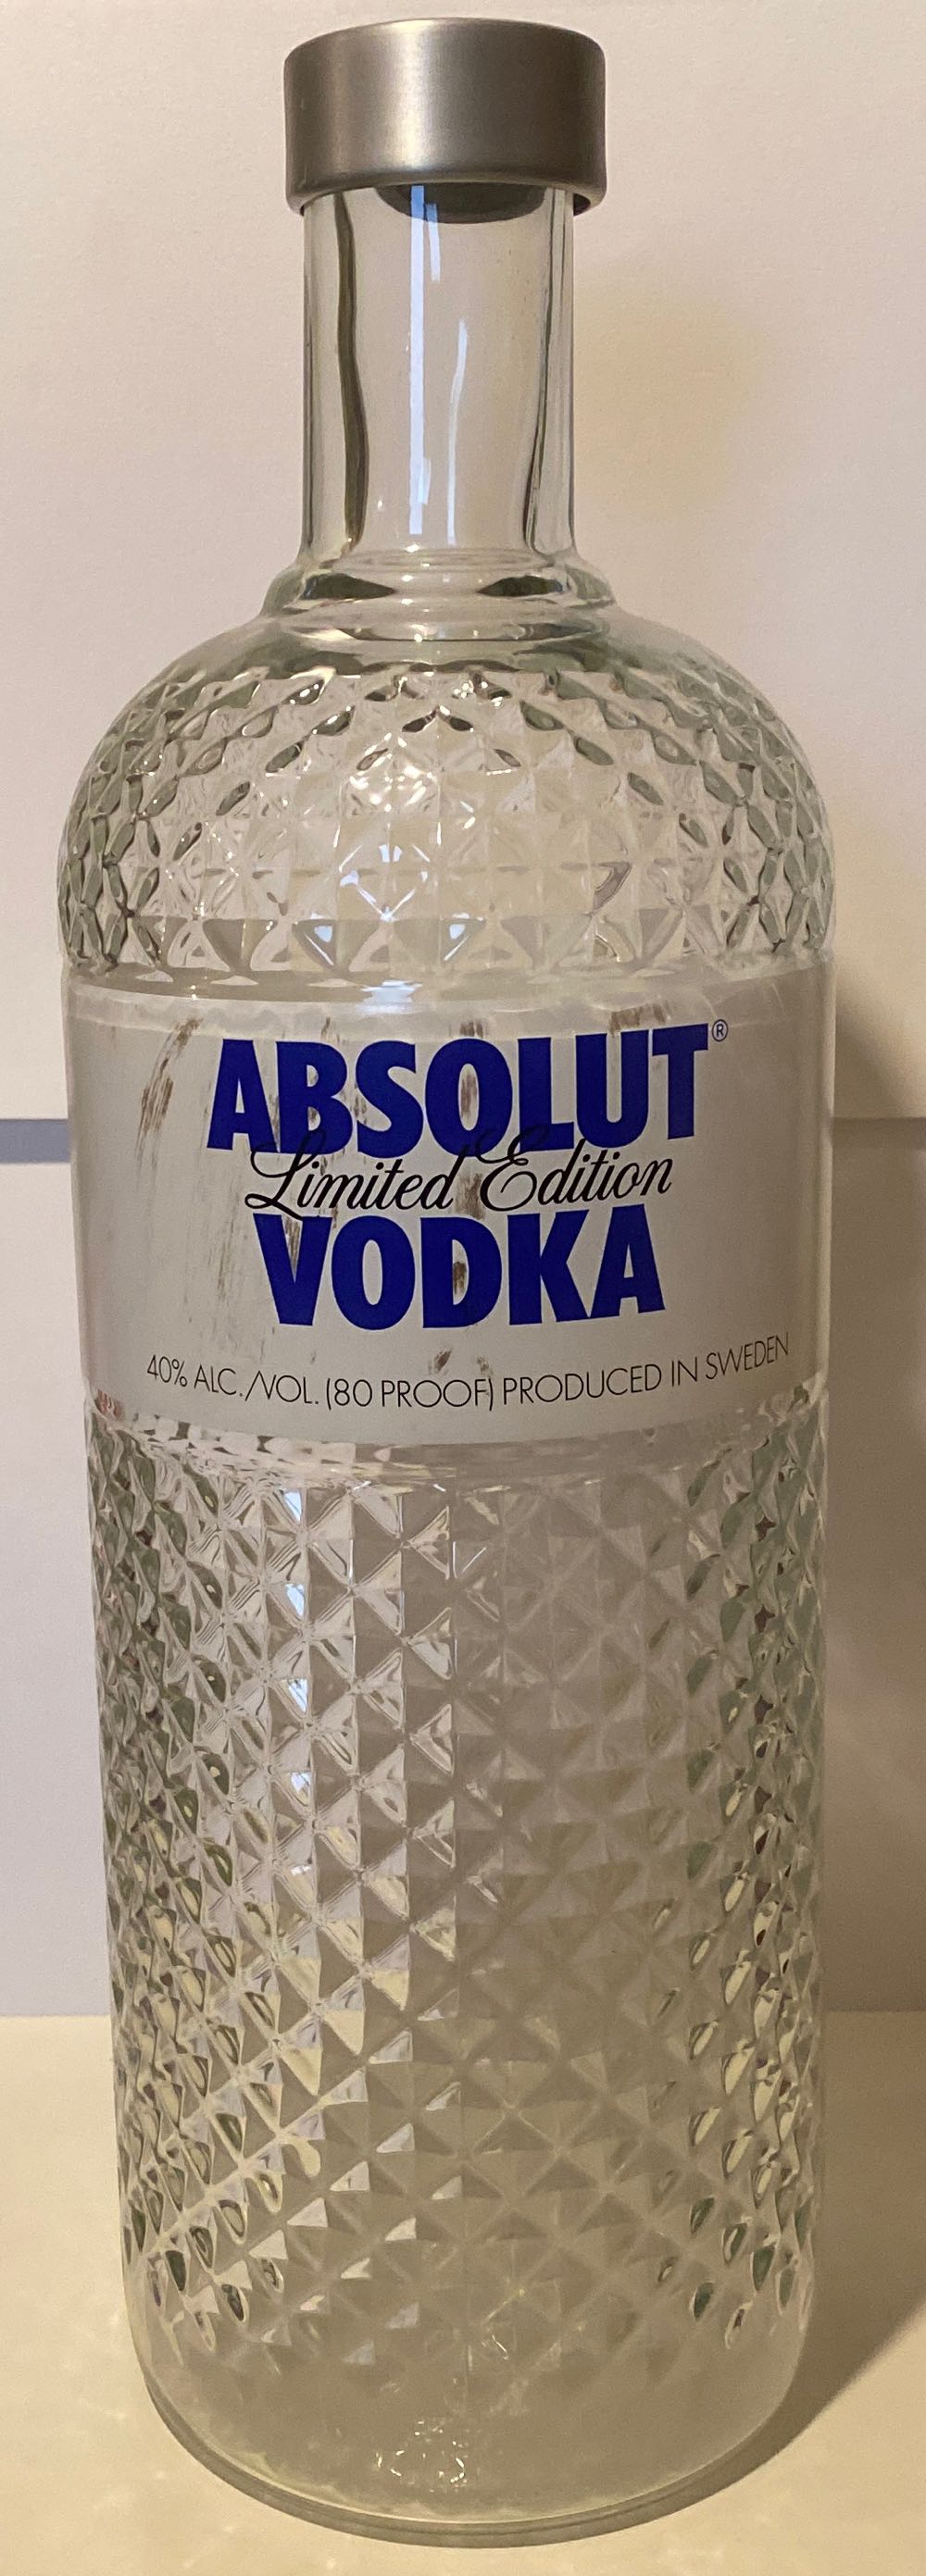 ABSOLUT®
Limited Edition
VODKA
40% ALC./VOL. (80 PROOF) PRODUCED IN SWEDEN